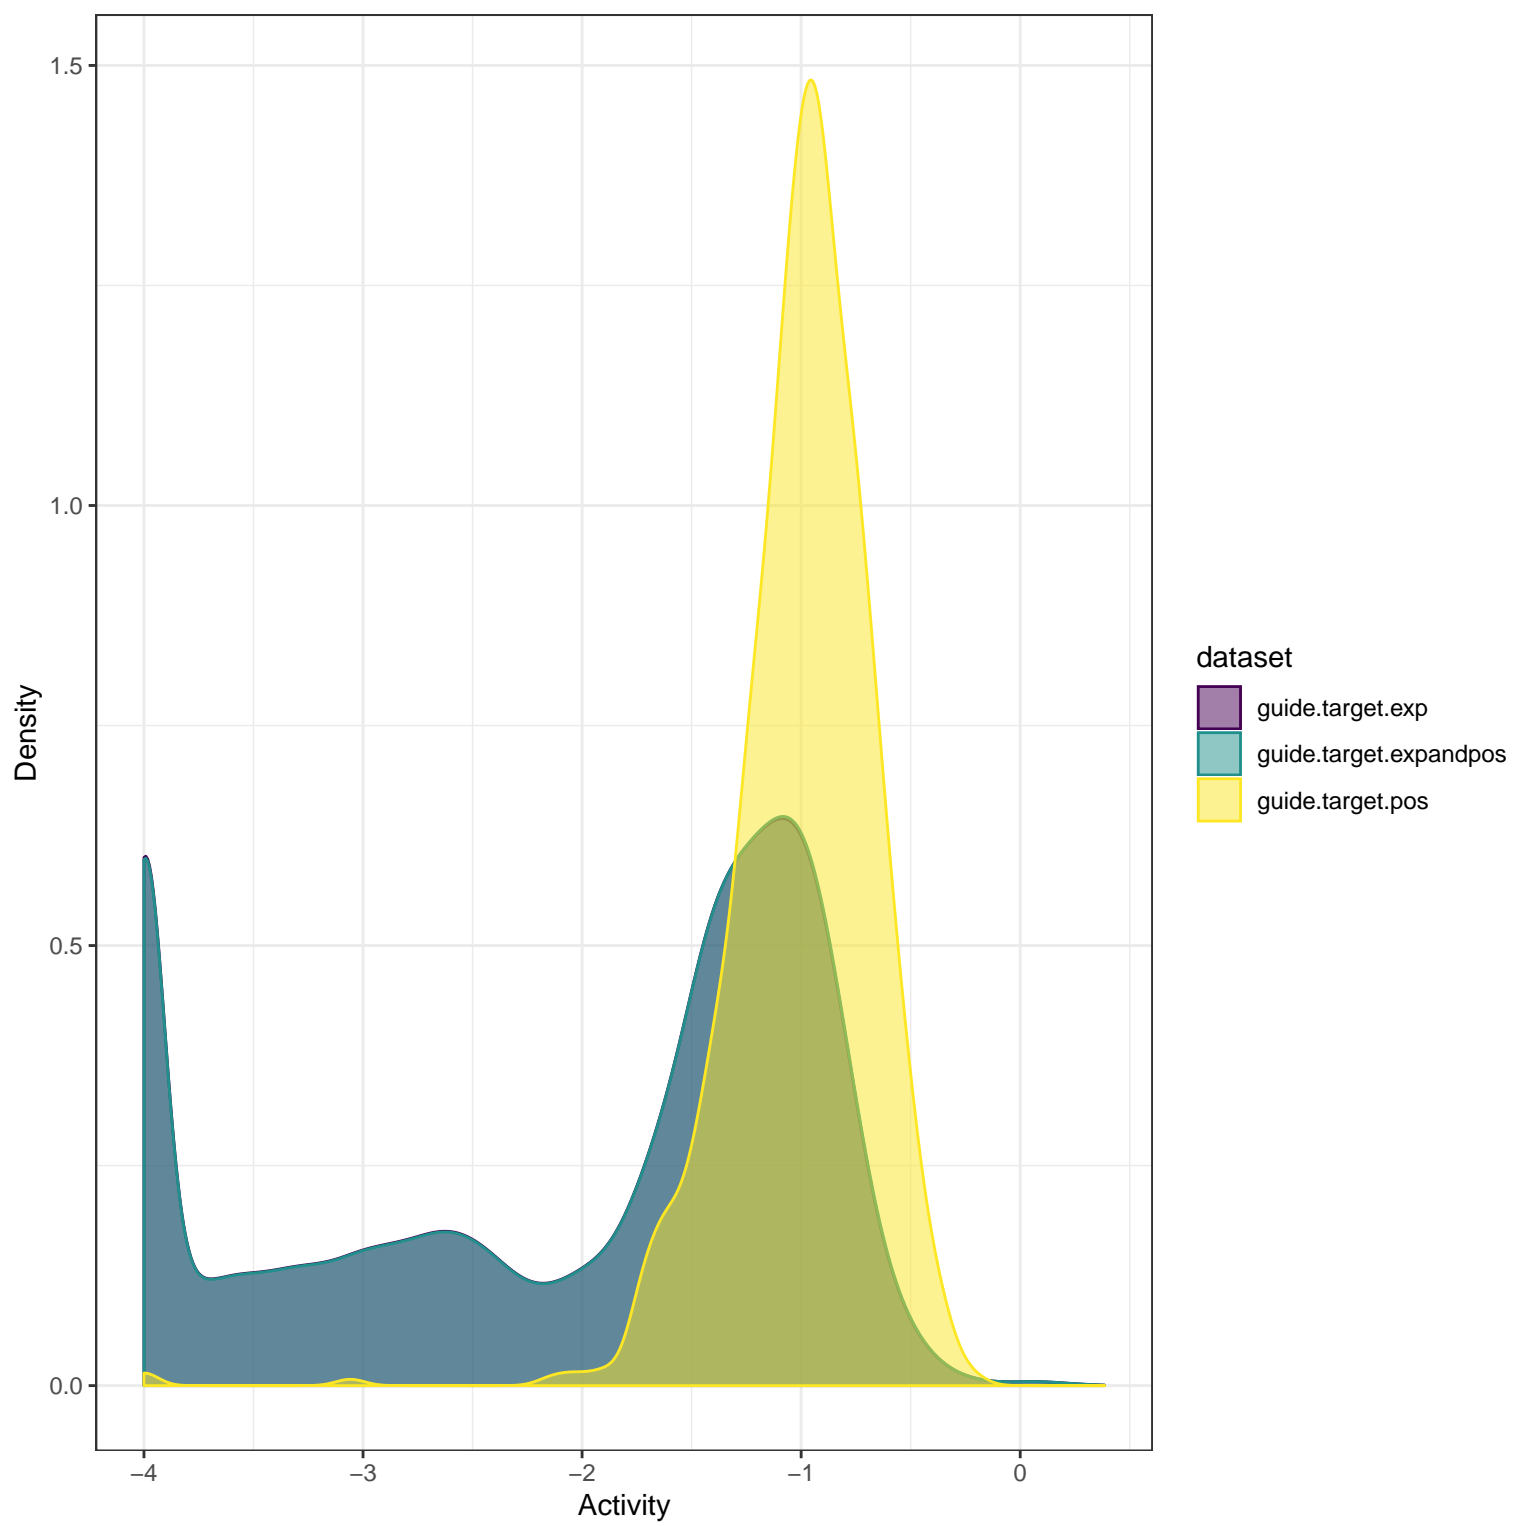 1.5
1.0
0.5
0.0
Density
−4
−3
−2
−1
0
Activity
dataset
guide.target.exp
guide.target.expandpos
guide.target.pos